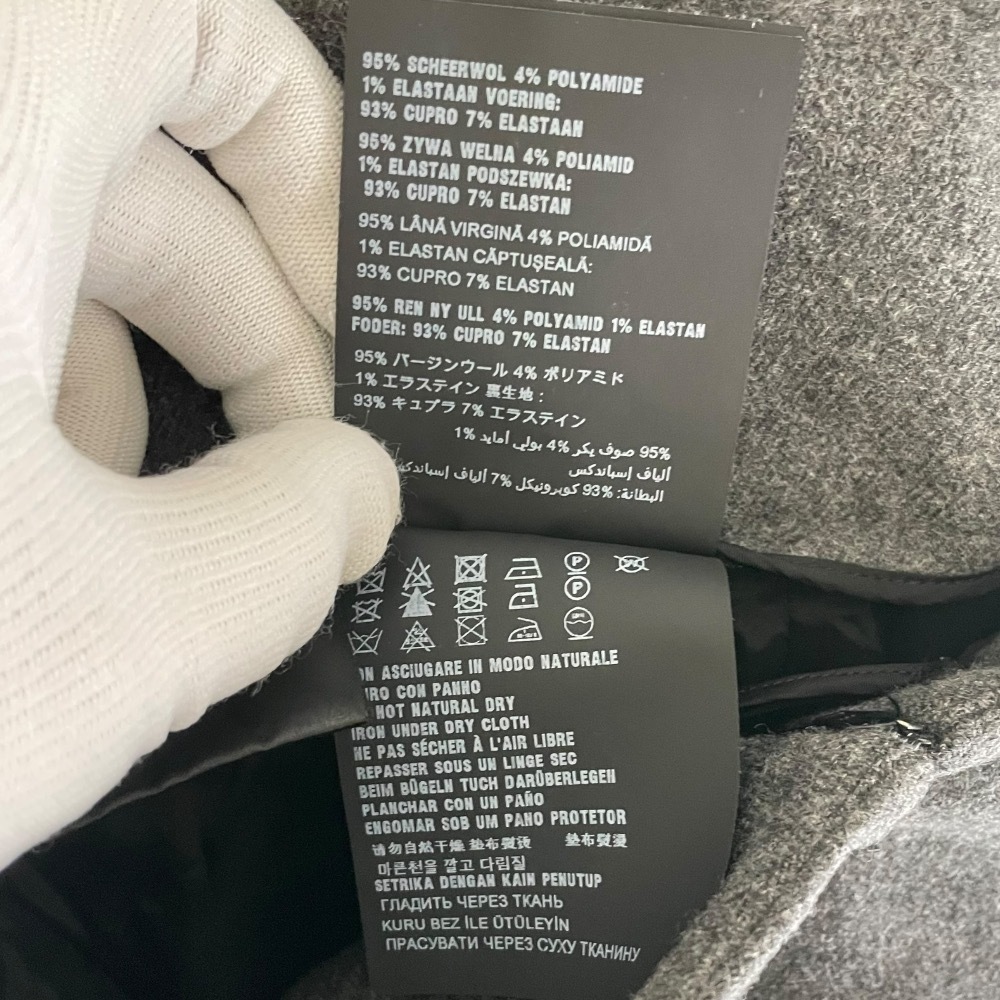 95% SCHEERWOL 4% POLYAMIDE
1% ELASTAAN VOERING:
93% CUPRO 7% ELASTAAN
95% ZYWA WELNA 4% POLIAMID
1% ELASTAN PODSZEWKA:
93% CUPRO 7% ELASTAN
95% LÂNĂ VIRGINĂ 4% POLIAMIDĂ
1% ELASTAN CĂPTUȘEALĂ:
93% CUPRO 7% ELASTAN
95% REN NY ULL 4% POLYAMID 1% ELASTAN
FODER: 93% CUPRO 7% ELASTAN
95% バージンウール 4% ポリアミド
1% エラステイン 裏生地：
93% キュプラ 7% エラステイン
95% صوف بكر 4% بولي أمايد 1%
ألياف إسباندكس
البطانة: 93% كوبرونيكل 7% ألياف إسباندكس
P
P
ON ASCIUGARE IN MODO NATURALE
IRO CON PANNO
NOT NATURAL DRY
IRON UNDER DRY CLOTH
NE PAS SÉCHER À L'AIR LIBRE
REPASSER SOUS UN LINGE SEC
BEIM BÜGELN TUCH DARÜBERLEGEN
PLANCHAR CON UN PAÑO
ENGOMAR SOB UM PANO PROTETOR
请勿自然干燥 垫布熨烫 墊布熨燙
마른천을 깔고 다림질
SETRIKA DENGAN KAIN PENUTUP
ГЛАДИТЬ ЧЕРЕЗ ТКАНЬ
KURU BEZ İLE ÜTÜLEYİN
ПРАСУВАТИ ЧЕРЕЗ СУХУ ТКАНИНУ